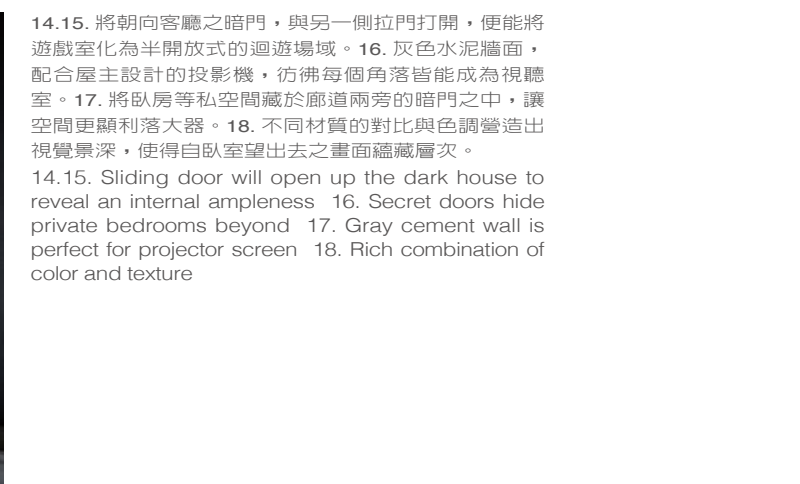 14.15. 將朝向客廳之暗門，與另一側拉門打開，便能將
遊戲室化為半開放式的迴遊場域。16. 灰色水泥牆面，
配合屋主設計的投影機，彷彿每個角落皆能成為視聽
室。17. 將臥房等私空間藏於廊道兩旁的暗門之中，讓
空間更顯利落大器。18. 不同材質的對比與色調營造出
視覺景深，使得自臥室望出去之畫面蘊藏層次。
14.15. Sliding door will open up the dark house to
reveal an internal ampleness 16. Secret doors hide
private bedrooms beyond 17. Gray cement wall is
perfect for projector screen 18. Rich combination of
color and texture